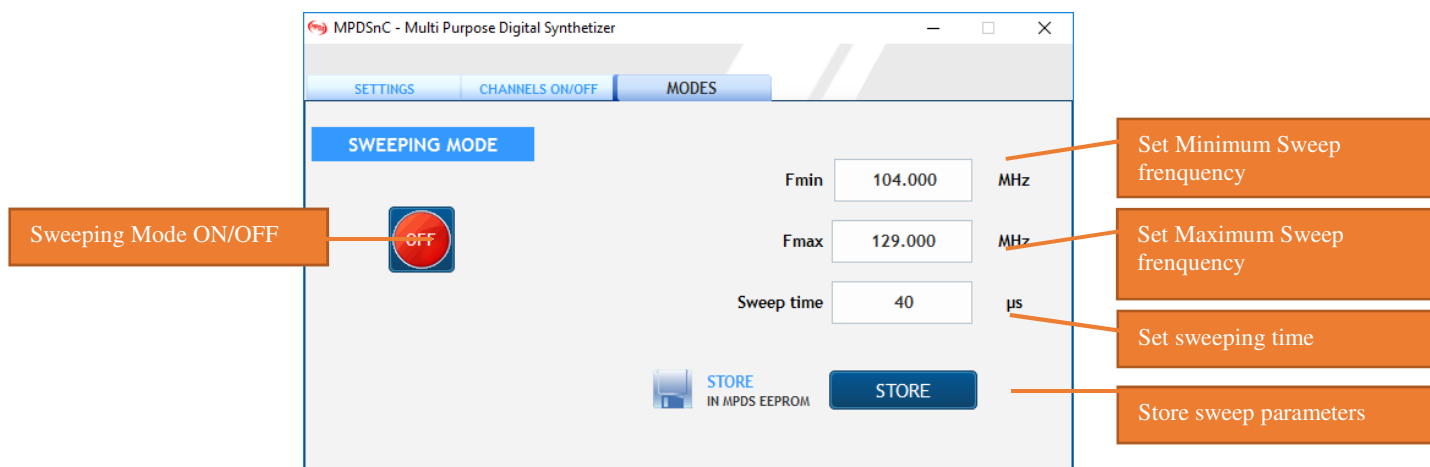 MPDSnC - Multi Purpose Digital Synthetizer
SETTINGS
CHANNELS ON/OFF
MODES
SWEEPING MODE
Set Minimum Sweep
frenquency
Fmin
104.000
MHz
Sweeping Mode ON/OFF
OFF
Fmax
129.000
MHz
Set Maximum Sweep
frenquency
Sweep time
40
µs
Set sweeping time
STORE
IN MPDS EEPROM
STORE
Store sweep parameters